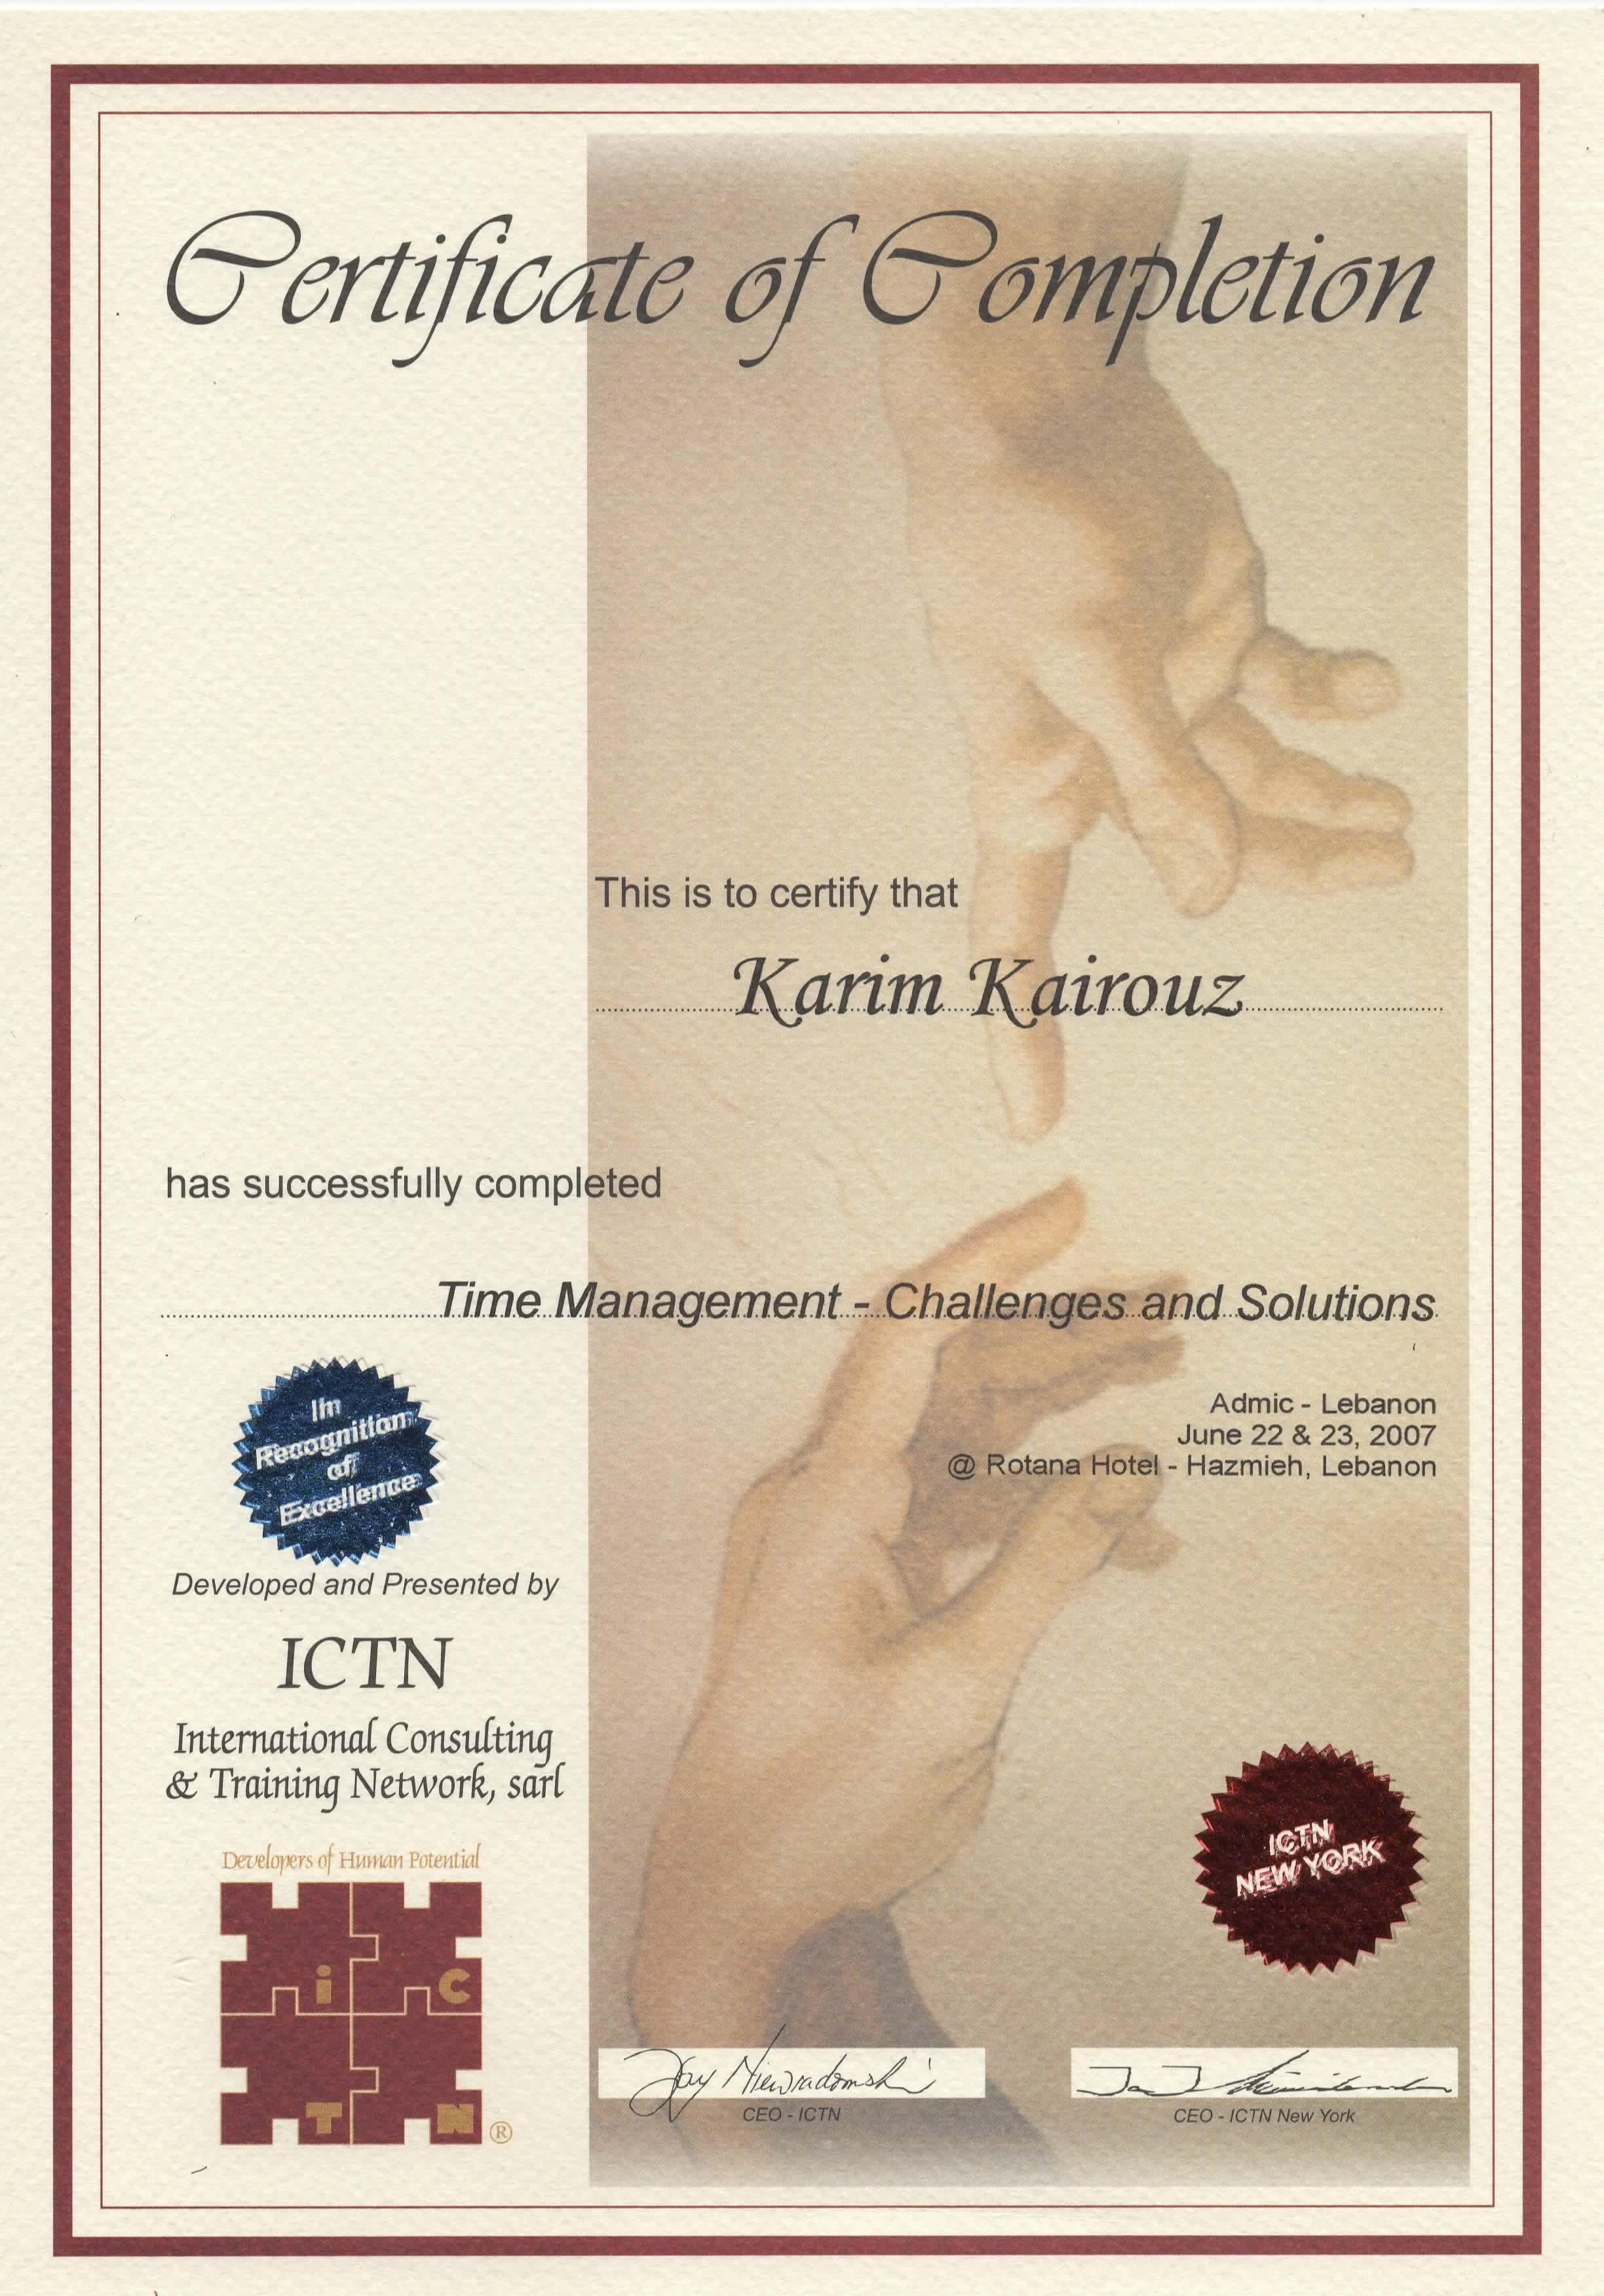 Certificate of Completion
This is to certify that
Karim Kairouz
has successfully completed
Time Management - Challenges and Solutions
Admic - Lebanon
June 22 & 23, 2007
@ Rotana Hotel - Hazmieh, Lebanon
In
Recognition
of
Excellence
Developed and Presented by
ICTN
International Consulting
& Training Network, sarl
Developers of Human Potential
i C
T N ®
ICTN
NEW YORK
Jay Niewiadomski
CEO - ICTN
CEO - ICTN New York